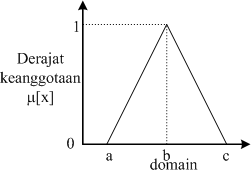 1
Derajat
keanggotaan
μ[x]
0
a b c
domain